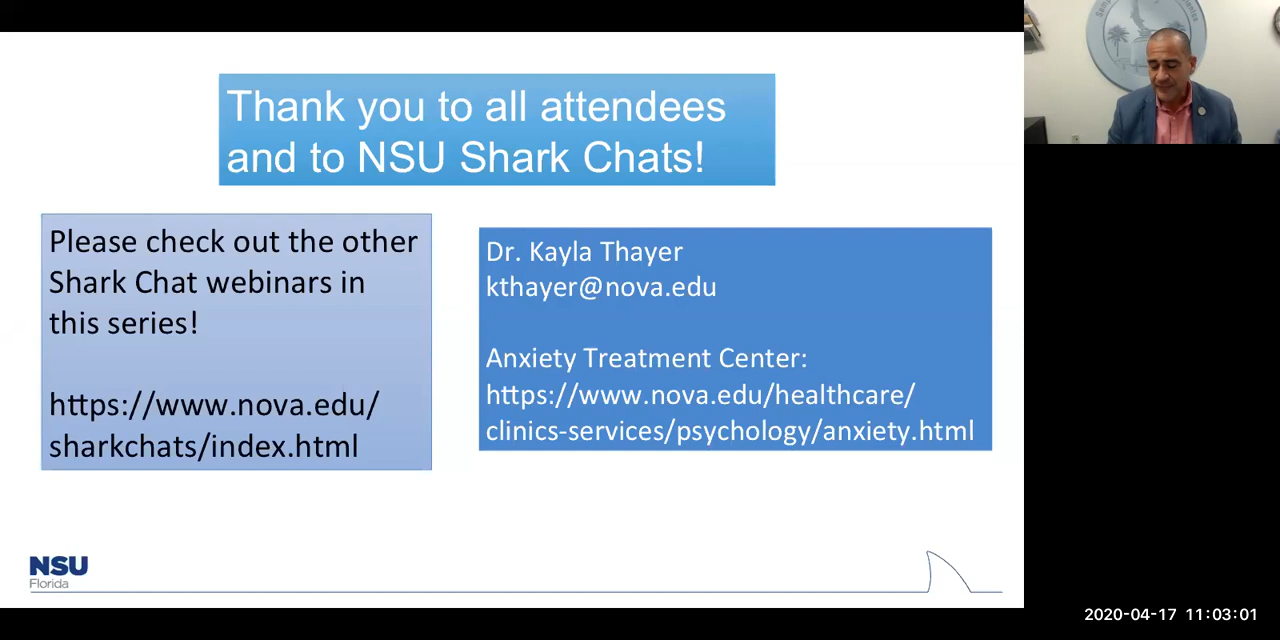 Thank you to all attendees
and to NSU Shark Chats!
Please check out the other
Shark Chat webinars in
this series!
https://www.nova.edu/
sharkchats/index.html
Dr. Kayla Thayer
kthayer@nova.edu
Anxiety Treatment Center:
https://www.nova.edu/healthcare/
clinics-services/psychology/anxiety.html
NSU
Florida
2020-04-17 11:03:01